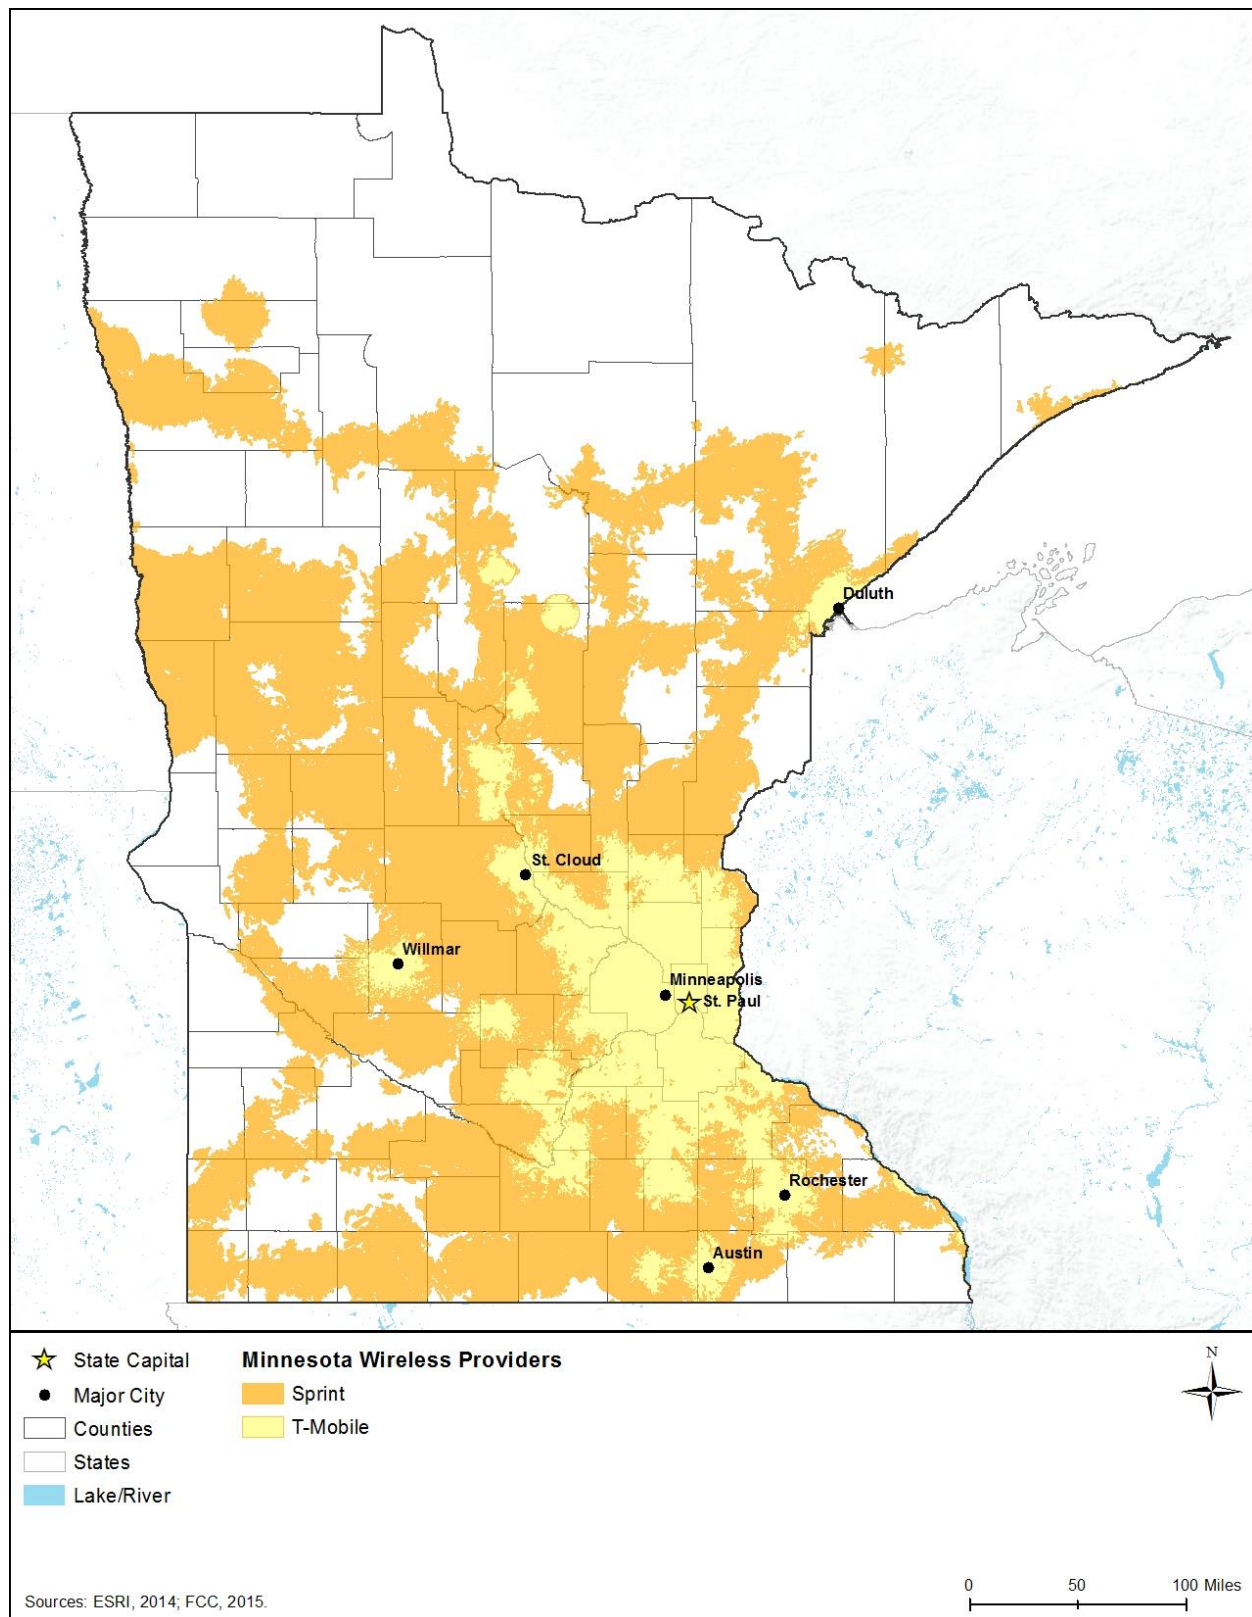 Duluth
St. Cloud
Willmar
Minneapolis
St. Paul
Rochester
Austin
State Capital
Major City
Counties
States
Lake/River
Minnesota Wireless Providers
Sprint
T-Mobile
N
Sources: ESRI, 2014; FCC, 2015.
0 50 100 Miles